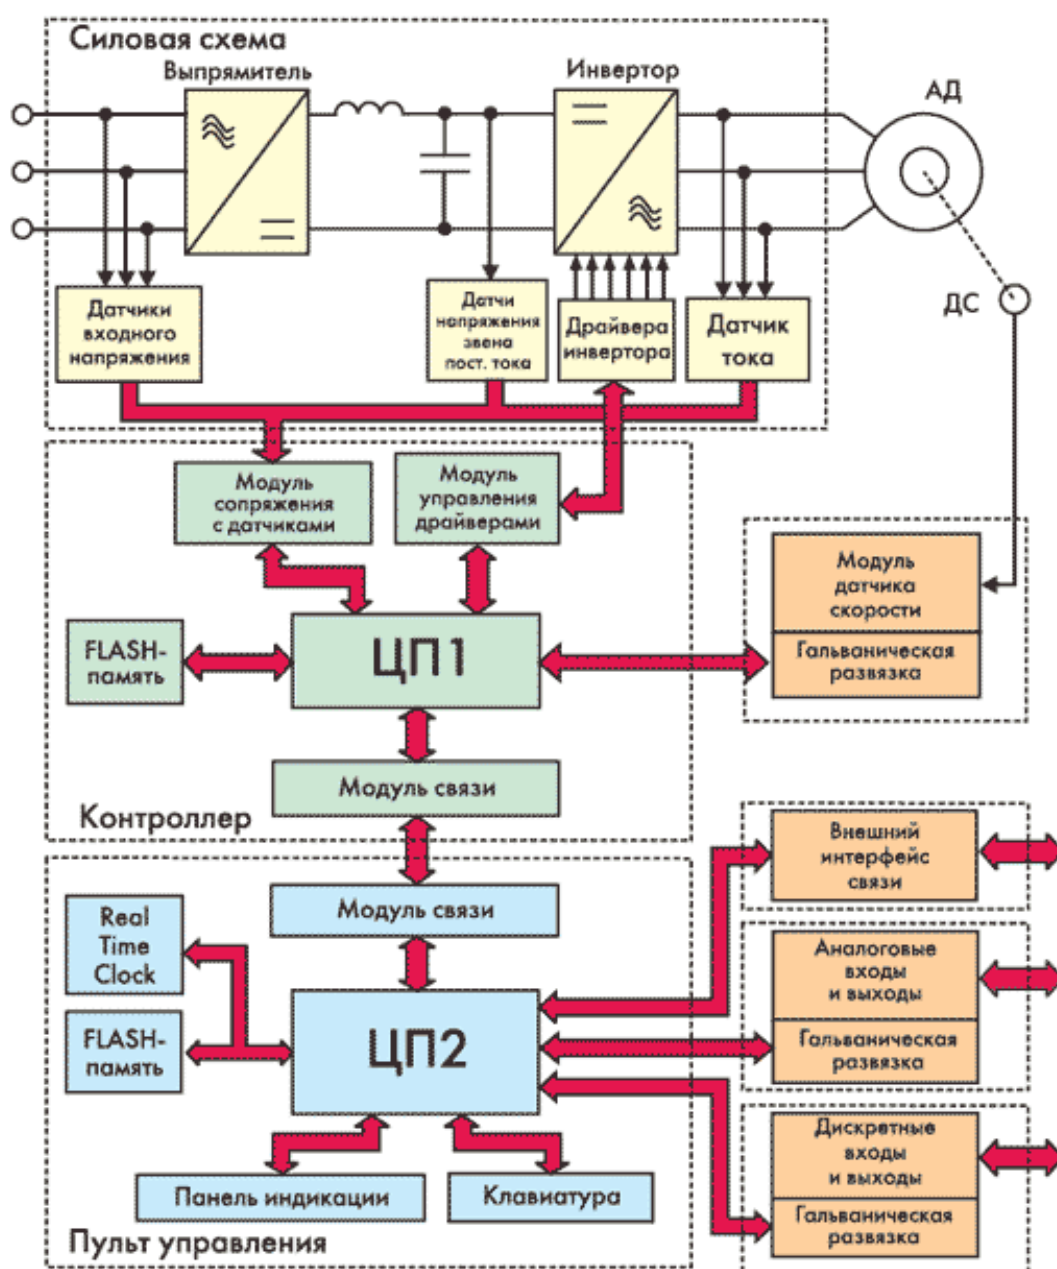 Силовая схема
Выпрямитель
Инвертор
АД
ДС
Датчики
входного
напряжения
Датчи
напряжения
звена
пост. тока
Драйвера
инвертора
Датчик
тока
Модуль
сопряжения
с датчиками
Модуль
управления
драйверами
Модуль
датчика
скорости
Гальваническая
развязка
FLASH-
память
ЦП1
Модуль связи
Контроллер
Внешний
интерфейс
связи
Модуль связи
Real
Time
Clock
Аналоговые
входы
и выходы
Гальваническая
развязка
FLASH-
память
ЦП2
Дискретные
входы
и выходы
Гальваническая
развязка
Панель индикации
Клавиатура
Пульт управления